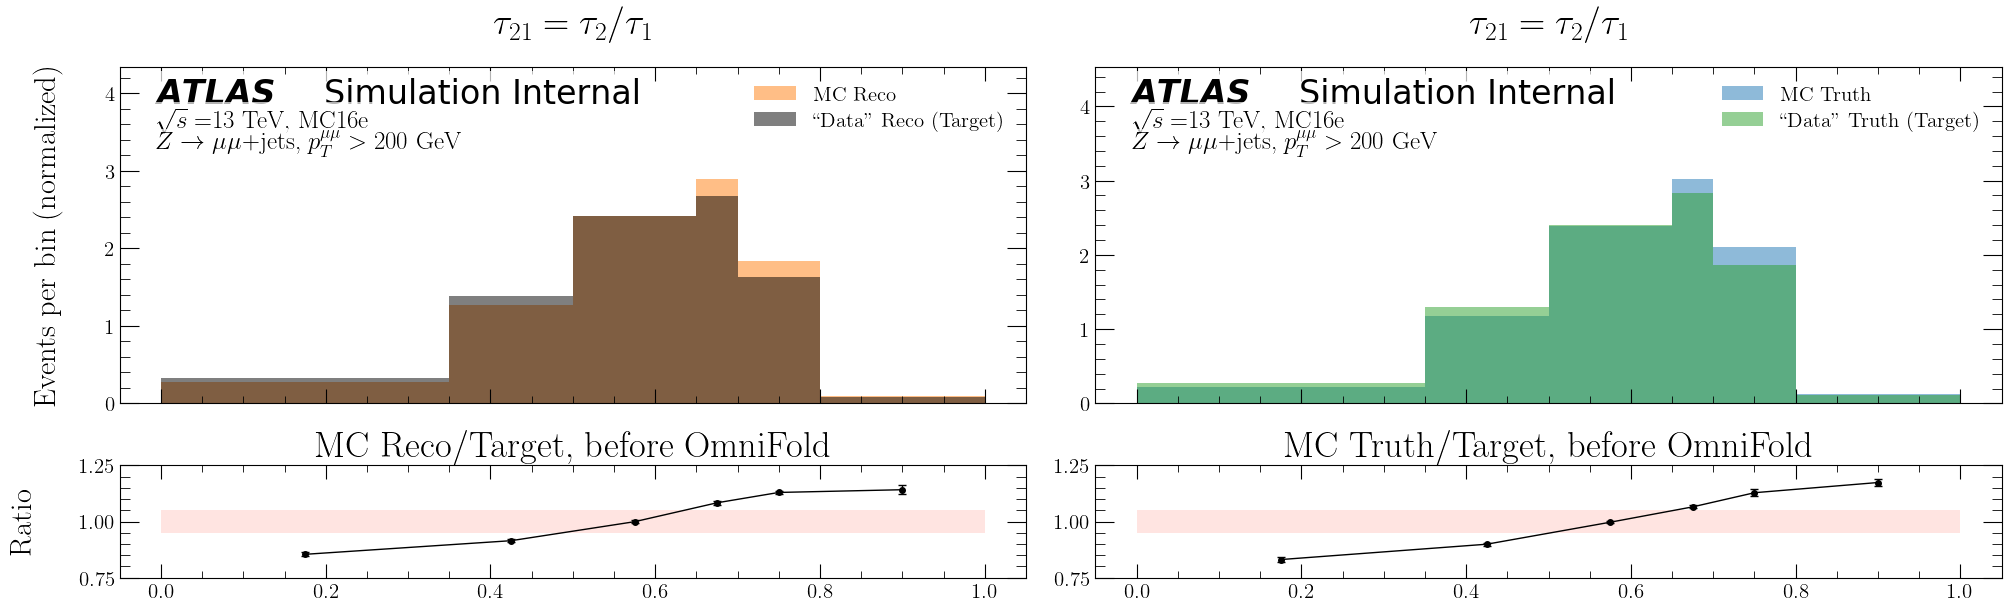 τ₂₁ = τ₂/τ₁
ATLAS Simulation Internal
√s =13 TeV, MC16e
Z → μμ+jets, p_T^μμ > 200 GeV
MC Reco
“Data” Reco (Target)
Events per bin (normalized)
4
3
2
1
0
MC Reco/Target, before OmniFold
Ratio
1.25
1.00
0.75
0.0 0.2 0.4 0.6 0.8 1.0
τ₂₁ = τ₂/τ₁
ATLAS Simulation Internal
√s =13 TeV, MC16e
Z → μμ+jets, p_T^μμ > 200 GeV
MC Truth
“Data” Truth (Target)
4
3
2
1
0
MC Truth/Target, before OmniFold
1.25
1.00
0.75
0.0 0.2 0.4 0.6 0.8 1.0